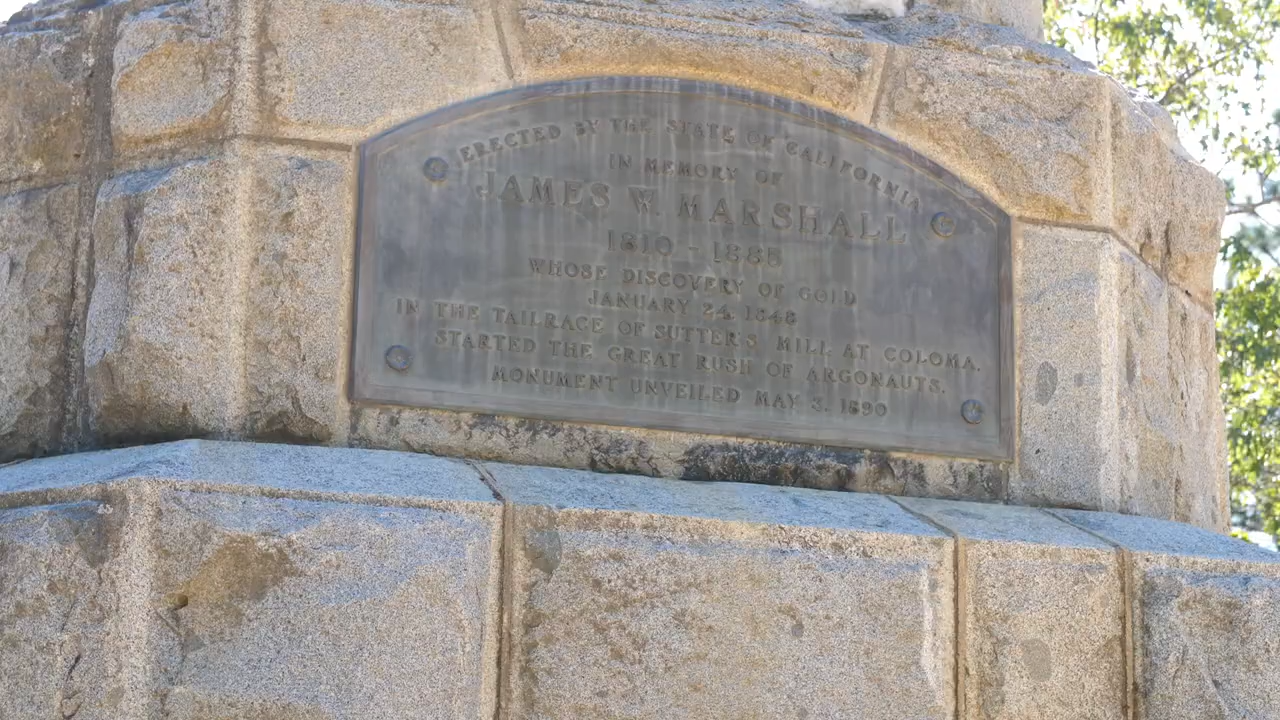 ERECTED BY THE STATE OF CALIFORNIA
IN MEMORY OF
JAMES W. MARSHALL
1810 - 1885
WHOSE DISCOVERY OF GOLD
JANUARY 24, 1848
IN THE TAILRACE OF SUTTER'S MILL AT COLOMA.
STARTED THE GREAT RUSH OF ARGONAUTS.
MONUMENT UNVEILED MAY 3, 1890